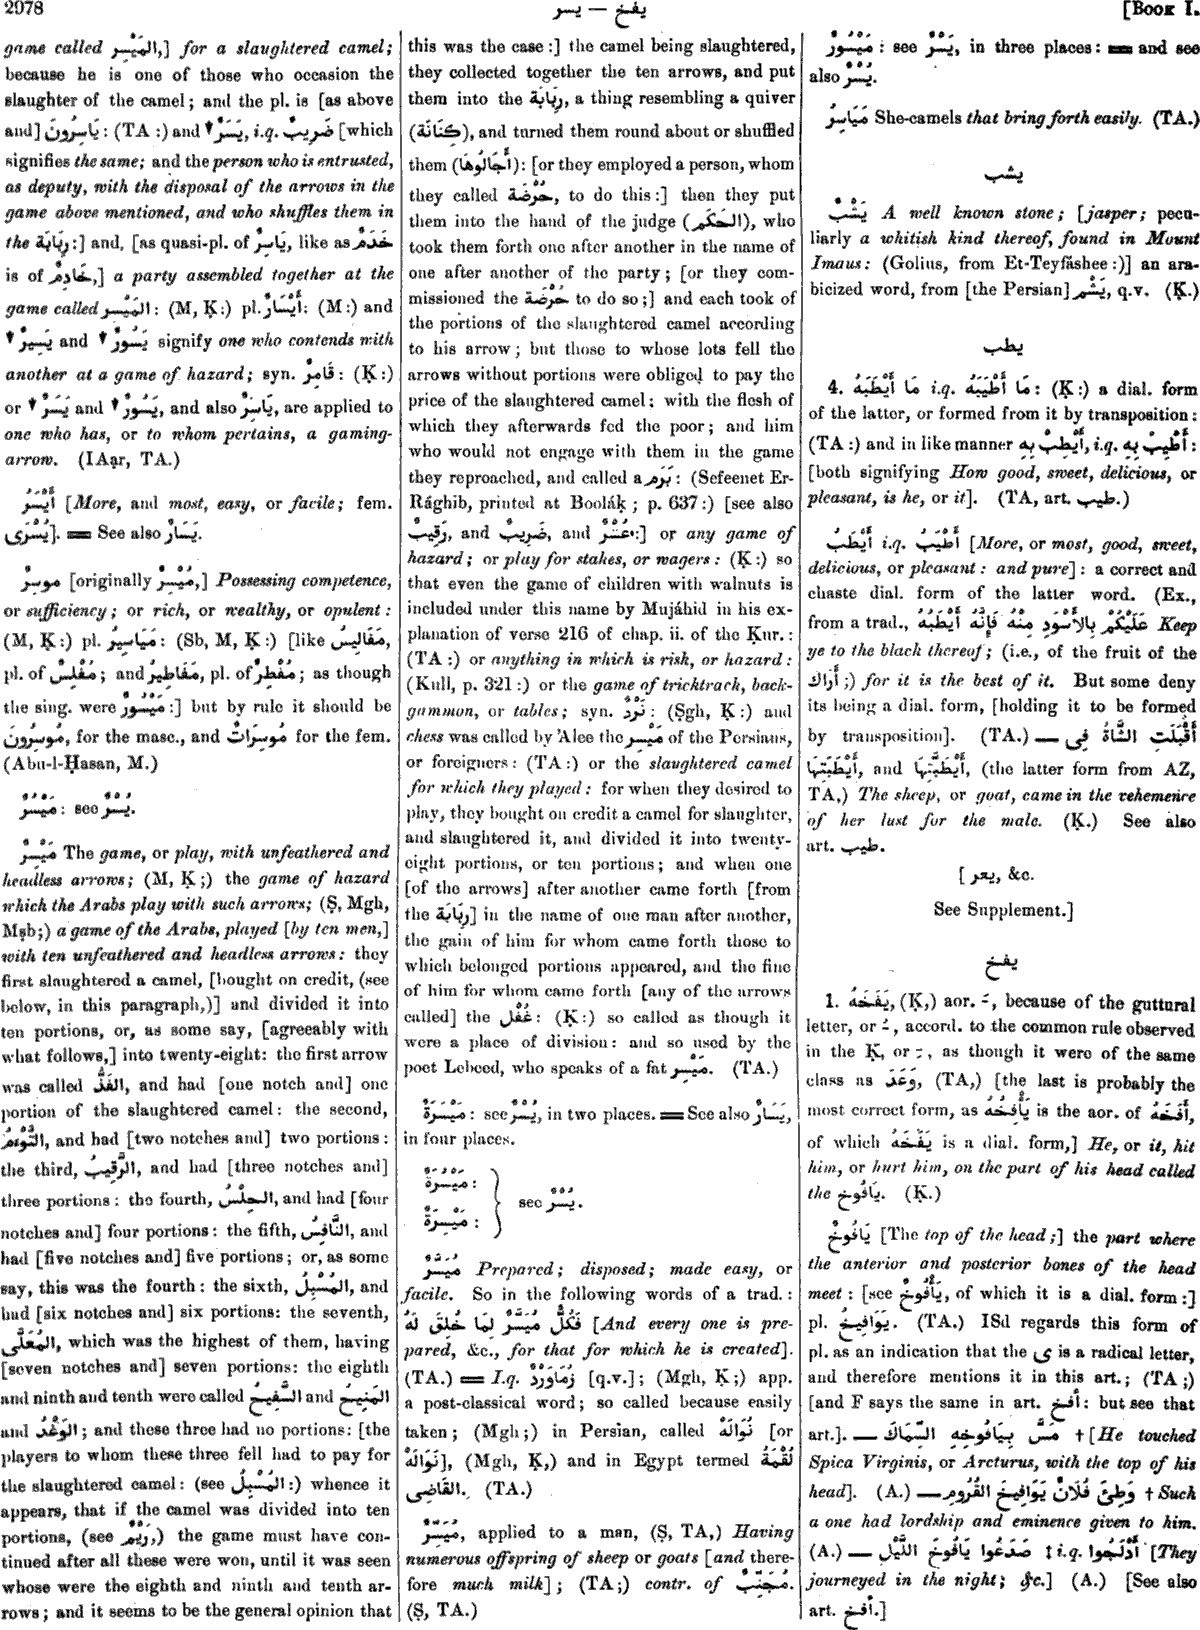 2978
يفخ — يسر
[Book I.
game called المَيْسِر,] for a slaughtered camel;
because he is one of those who occasion the
slaughter of the camel; and the pl. is [as above
and] يَاسِرُونَ: (TA:) and ↓ يَسَرٌ, i.q. ضَرِيبٌ [which
signifies the same; and the person who is entrusted,
as deputy, with the disposal of the arrows in the
game above mentioned, and who shuffles them in
the رِبَابَة:] and, [as quasi-pl. of يَاسِرٌ, like as خَدَمٌ
is of خَادِمٌ,] a party assembled together at the
game called المَيْسِر: (M, Ḳ:) pl. أَيْسَارٌ: (M:) and
↓ يَسِيرٌ and ↓ يَسُورٌ signify one who contends with
another at a game of hazard; syn. قَامِرٌ: (Ḳ:)
or ↓ يَسَرٌ and ↓ يَسُورٌ, and also يَاسِرٌ, are applied to
one who has, or to whom pertains, a gaming-
arrow. (IAạr, TA.)
أَيْسَرُ [More, and most, easy, or facile; fem.
يُسْرَى]. == See also يَسَارٌ.
مُوسِرٌ [originally مُيْسِرٌ,] Possessing competence,
or sufficiency; or rich, or wealthy, or opulent:
(M, Ḳ:) pl. مَيَاسِيرُ: (Sb, M, Ḳ:) [like مَفَالِيسُ,
pl. of مُفْلِسٌ; and مَفَاطِيرُ, pl. of مُفْطِرٌ; as though
the sing. were مَيْسُورٌ:] but by rule it should be
مُوسِرُونَ, for the masc., and مُوسِرَاتٌ for the fem.
(Abu-l-Ḥasan, M.)
مَيْسُرٌ: see يُسْرٌ.
مَيْسِرٌ The game, or play, with unfeathered and
headless arrows; (M, Ḳ;) the game of hazard
which the Arabs play with such arrows; (Ṣ, Mgh,
Mṣb;) a game of the Arabs, played [by ten men,]
with ten unfeathered and headless arrows: they
first slaughtered a camel, [bought on credit, (see
below, in this paragraph,)] and divided it into
ten portions, or, as some say, [agreeably with
what follows,] into twenty-eight: the first arrow
was called الفَذُّ, and had [one notch and] one
portion of the slaughtered camel: the second,
التَّوْءَمُ, and had [two notches and] two portions:
the third, الرَّقِيبُ, and had [three notches and]
three portions: the fourth, الحِلْسُ, and had [four
notches and] four portions: the fifth, النَّافِسُ, and
had [five notches and] five portions; or, as some
say, this was the fourth: the sixth, المُسْبِلُ, and
had [six notches and] six portions: the seventh,
المُعَلَّى, which was the highest of them, having
[seven notches and] seven portions: the eighth
and ninth and tenth were called السَّفِيحُ and المَنِيحُ
and الوَغْدُ; and these three had no portions: [the
players to whom these three fell had to pay for
the slaughtered camel: (see المُسْبِلُ:) whence it
appears, that if the camel was divided into ten
portions, (see رَيْمٌ,) the game must have con-
tinued after all these were won, until it was seen
whose were the eighth and ninth and tenth ar-
rows; and it seems to be the general opinion that
this was the case:] the camel being slaughtered,
they collected together the ten arrows, and put
them into the رِبَابَة, a thing resembling a quiver
(كِنَانَة), and turned them round about or shuffled
them (أَجَالُوهَا): [or they employed a person, whom
they called حُرْضَة, to do this:] then they put
them into the hand of the judge (الحَكَم), who
took them forth one after another in the name of
one after another of the party; [or they com-
missioned the حُرْضَة to do so;] and each took of
the portions of the slaughtered camel according
to his arrow; but those to whose lots fell the
arrows without portions were obliged to pay the
price of the slaughtered camel: with the flesh of
which they afterwards fed the poor; and him
who would not engage with them in the game
they reproached, and called a بَرَم: (Sefeenet Er-
Rághib, printed at Booláḳ; p. 637:) [see also
رَقِيبٌ, and ضَرِيبٌ, and عُشْرٌ:] or any game of
hazard; or play for stakes, or wagers: (Ḳ:) so
that even the game of children with walnuts is
included under this name by Mujáhid in his ex-
planation of verse 216 of chap. ii. of the Ḳur.:
(TA:) or anything in which is risk, or hazard:
(Kull, p. 321:) or the game of tricktrack, back-
gammon, or tables; syn. نَرْدٌ: (Ṣgh, Ḳ:) and
chess was called by 'Alee the مَيْسِر of the Persians,
or foreigners: (TA:) or the slaughtered camel
for which they played: for when they desired to
play, they bought on credit a camel for slaughter,
and slaughtered it, and divided it into twenty-
eight portions, or ten portions; and when one
[of the arrows] after another came forth [from
the رِبَابَة] in the name of one man after another,
the gain of him for whom came forth those to
which belonged portions appeared, and the fine
of him for whom came forth [any of the arrows
called] the غُفْل: (Ḳ:) so called as though it
were a place of division: and so used by the
poet Lebeed, who speaks of a fat مَيْسِر. (TA.)
مَيْسَرَةٌ: see يُسْرٌ, in two places. == See also يَسَارٌ,
in four places.
مَيْسُرَةٌ:
مَيْسِرَةٌ:
see يُسْرٌ.
مُيَسَّرٌ Prepared; disposed; made easy, or
facile. So in the following words of a trad.:
فَكُلٌّ مُيَسَّرٌ لِمَا خُلِقَ لَهُ [And every one is pre-
pared, &c., for that for which he is created].
(TA.) == I.q. زُمَاوَرْدٌ [q.v.]; (Mgh, Ḳ;) app.
a post-classical word; so called because easily
taken; (Mgh;) in Persian, called نُوَالَهْ [or
نَوَالَهْ], (Mgh, Ḳ,) and in Egypt termed لُقْمَةُ
القَاضِى. (TA.)
مُيَسِّرٌ, applied to a man, (Ṣ, TA,) Having
numerous offspring of sheep or goats [and there-
fore much milk]; (TA;) contr. of مُجَنِّبٌ.
(Ṣ, TA.)
مَيْسُورٌ: see يُسْرٌ, in three places: == and see
also يُسْرٌ.
مَيَاسِرُ She-camels that bring forth easily. (TA.)
يشب
يَشْبٌ A well known stone; [jasper; pecu-
liarly a whitish kind thereof, found in Mount
Imaus: (Golius, from Et-Teyfáshee:)] an ara-
bicized word, from [the Persian] يَشْم, q.v. (Ḳ.)
يطب
4. مَا أَيْطَبَهُ i.q. مَا أَطْيَبَهُ: (Ḳ:) a dial. form
of the latter, or formed from it by transposition:
(TA:) and in like manner أَيْطِبْ بِهِ, i.q. أَطْيِبْ بِهِ:
[both signifying How good, sweet, delicious, or
pleasant, is he, or it]. (TA, art. طيب.)
أَيْطَبُ i.q. أَطْيَبُ [More, or most, good, sweet,
delicious, or pleasant: and pure]: a correct and
chaste dial. form of the latter word. (Ex.,
from a trad., عَلَيْكُمْ بِالأَسْوَدِ مِنْهُ فَإِنَّهُ أَيْطَبُهُ Keep
ye to the black thereof; (i.e., of the fruit of the
أَرَاك;) for it is the best of it. But some deny
its being a dial. form, [holding it to be formed
by transposition]. (TA.) — أَقْبَلَتِ الشَّاةُ فِى
أَيْطَبَتِهَا, and أَيْطَبَّتِهَا, (the latter form from AZ,
TA,) The sheep, or goat, came in the vehemence
of her lust for the male. (Ḳ.) See also
art. طيب.
[يعر, &c.
See Supplement.]
يفخ
1. يَفَخَهُ, (Ḳ,) aor. ـَ, because of the guttural
letter, or ـُ, accord. to the common rule observed
in the Ḳ, or ـِ, as though it were of the same
class as وَعَدَ, (TA,) [the last is probably the
most correct form, as يَأْفِخُهُ is the aor. of أَفَخَهُ,
of which يَفَخَهُ is a dial. form,] He, or it, hit
him, or hurt him, on the part of his head called
the يَافُوخ. (Ḳ.)
يَافُوخٌ [The top of the head;] the part where
the anterior and posterior bones of the head
meet: [see يَأْفُوخٌ, of which it is a dial. form:]
pl. يَوَافِيخُ. (TA.) ISd regards this form of
pl. as an indication that the ى is a radical letter,
and therefore mentions it in this art.; (TA;)
[and F says the same in art. أفخ: but see that
art.]. — مَسَّ بِيَافُوخِهِ السِّمَاكَ † [He touched
Spica Virginis, or Arcturus, with the top of his
head]. (A.) — وَطِئَ فُلَانٌ يَوَافِيخَ القُرُومِ † Such
a one had lordship and eminence given to him.
(A.) — صَدَعُوا يَافُوخَ اللَّيْلِ ‡ i.q. أَدْلَجُوا [They
journeyed in the night; &c.] (A.) [See also
art. أفخ.]